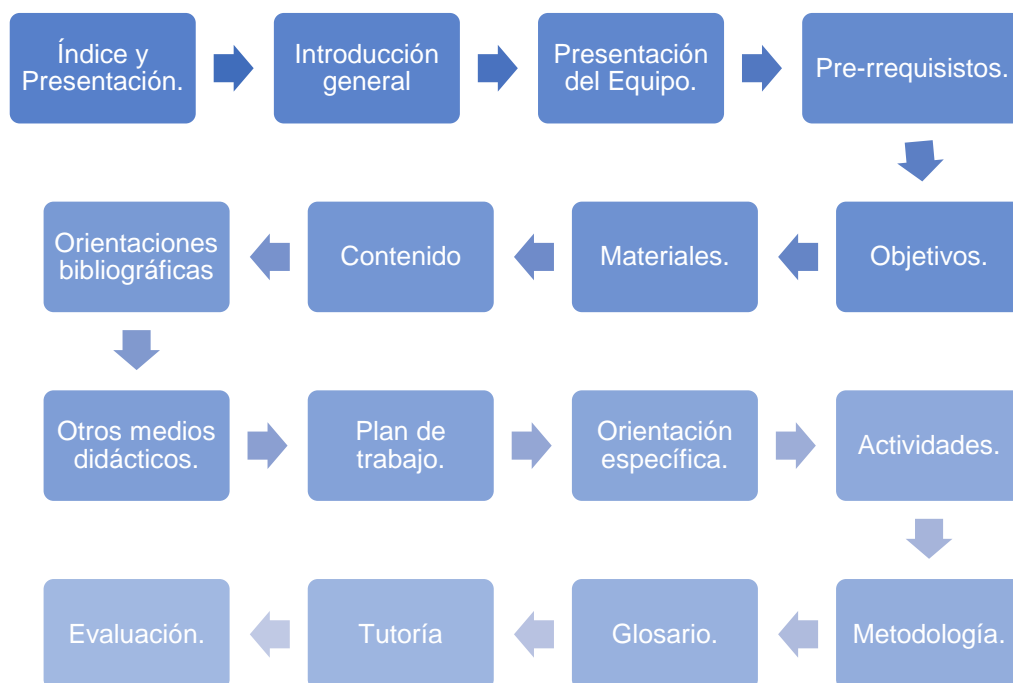 Índice y
Presentación.
Introducción
general
Presentación
del Equipo.
Pre-rrequisistos.
Objetivos.
Materiales.
Contenido
Orientaciones
bibliográficas
Otros medios
didácticos.
Plan de
trabajo.
Orientación
específica.
Actividades.
Metodología.
Glosario.
Tutoría
Evaluación.